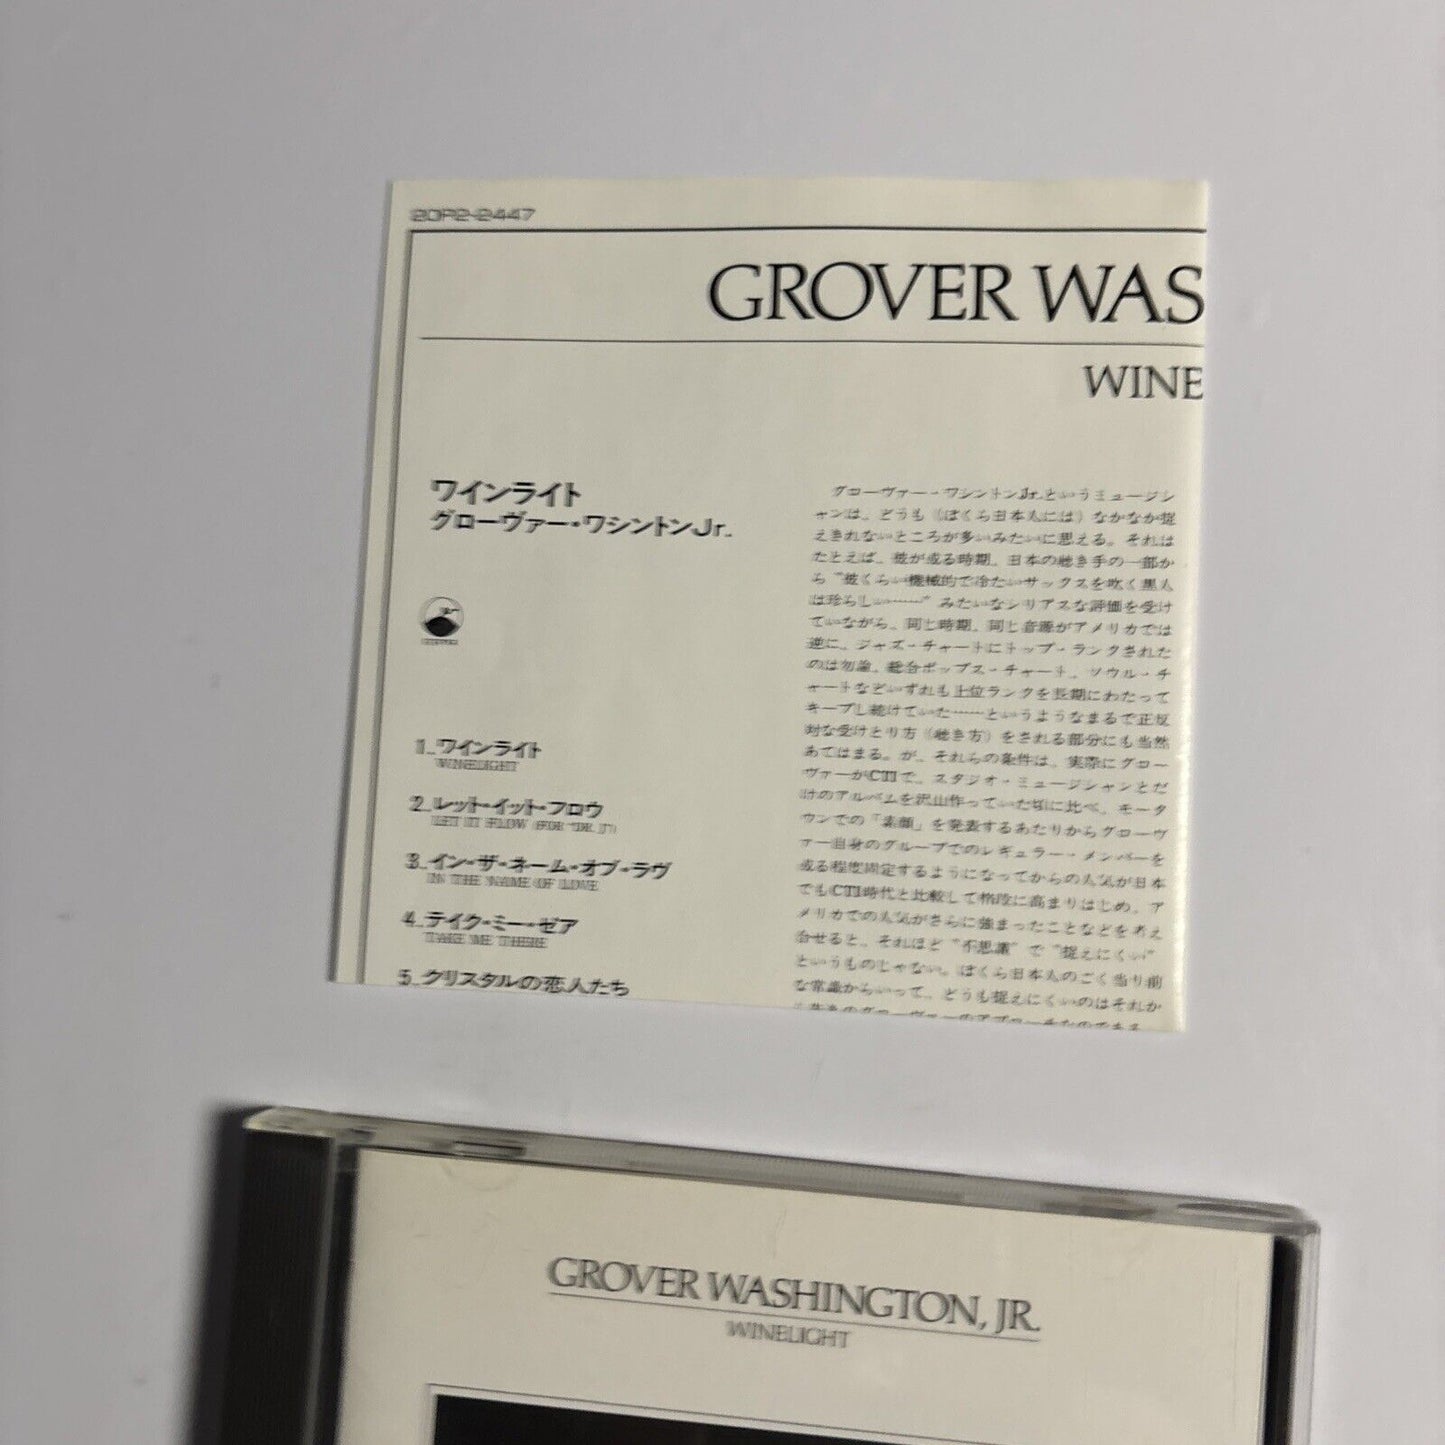 20P2-2447
GROVER WAS
WINE
ワインライト
グローヴァー・ワシントンJr.
1_ワインライト
WINELIGHT
2_レット・イット・フロウ
LET IT FLOW (FOR "DR. J")
3_イン・ザ・ネーム・オブ・ラヴ
IN THE NAME OF LOVE
4_テイク・ミー・ゼア
TAKE ME THERE
5_クリスタルの恋人たち
グローヴァー・ワシントンJr.というミュージシ
ャンは、どうも（ぼくら日本人には）なかなか捉
えきれないところが多いみたいに思える。それは
たとえば、彼が或る時期、日本の聴き手の一部か
ら“彼くらい機械的で冷たいサックスを吹く黒人
は珍らしい……”みたいなシリアスな評価を受け
ていながら、同じ時期、同じ音源がアメリカでは
逆に、ジャズ・チャートにトップ・ランクされた
のは勿論、総合ポップス・チャート、ソウル・チ
ャートなどいずれも上位ランクを長期にわたって
キープし続けていた……というようなまるで正反
対な受けとり方（聴き方）をされる部分にも当然
あてはまる。が、それらの条件は、実際にグロー
ヴァーがCTIで、スタジオ・ミュージシャンとだ
けのアルバムを沢山作っていた頃に比べ、モータ
ウンでの「素顔」を発表するあたりからグローヴ
ァー自身のグループでのレギュラー・メンバーを
或る程度固定するようになってからの人気が日本
でもCTI時代と比較して格段に高まりはじめ、ア
メリカでの人気がさらに強まったことなどを考え
合せると、それほど“不思議”で“捉えにくい”
というものじゃない。ぼくら日本人のごく当り前
な常識からいって、どうも捉えにくいのはそれか
GROVER WASHINGTON, JR.
WINELIGHT